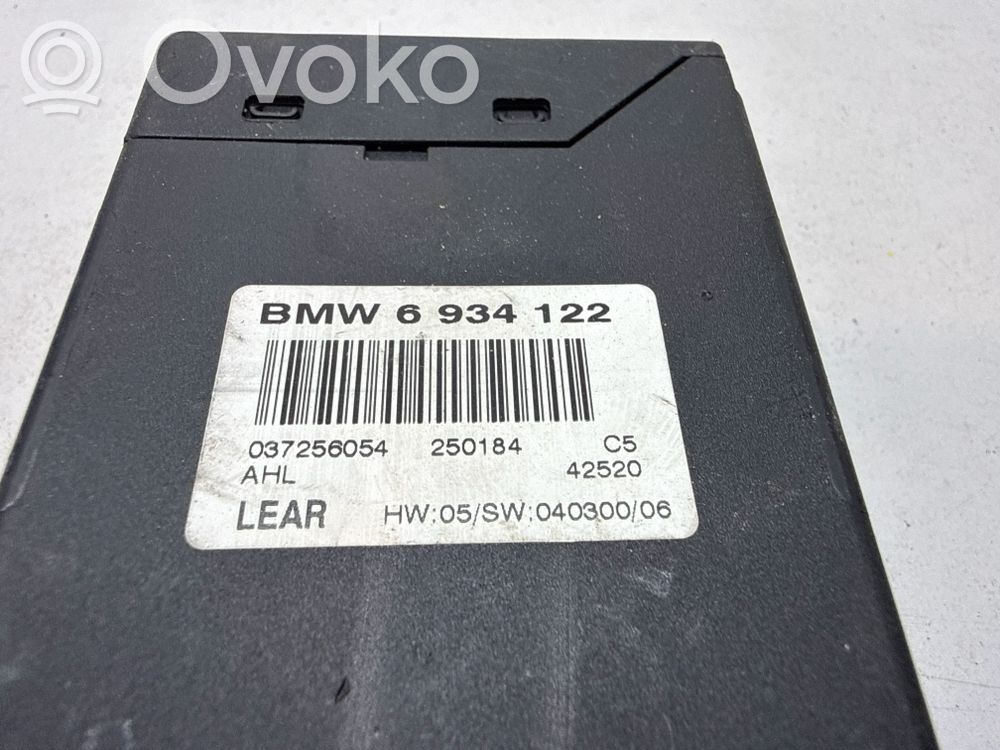 Ovoko
BMW 6 934 122
037256054 250184 C5
AHL 42520
LEAR HW:05/SW:040300/06